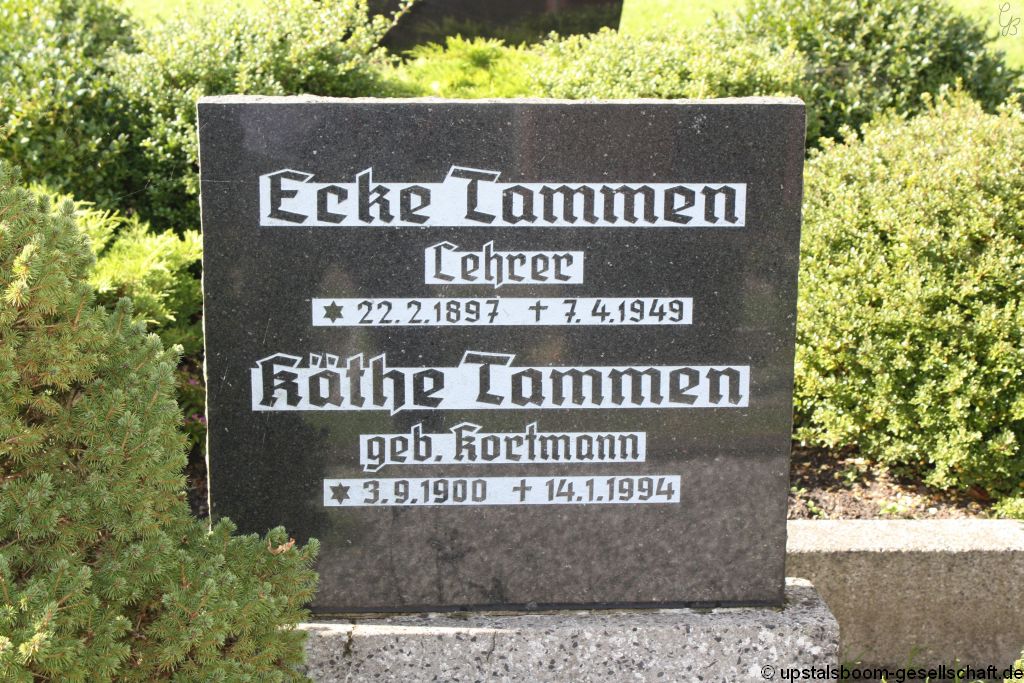 Ecke Tammen
Lehrer
✶ 22.2.1897 † 7.4.1949
Käthe Tammen
geb. Kortmann
✶ 3.9.1900 † 14.1.1994
© upstalsboom-gesellschaft.de